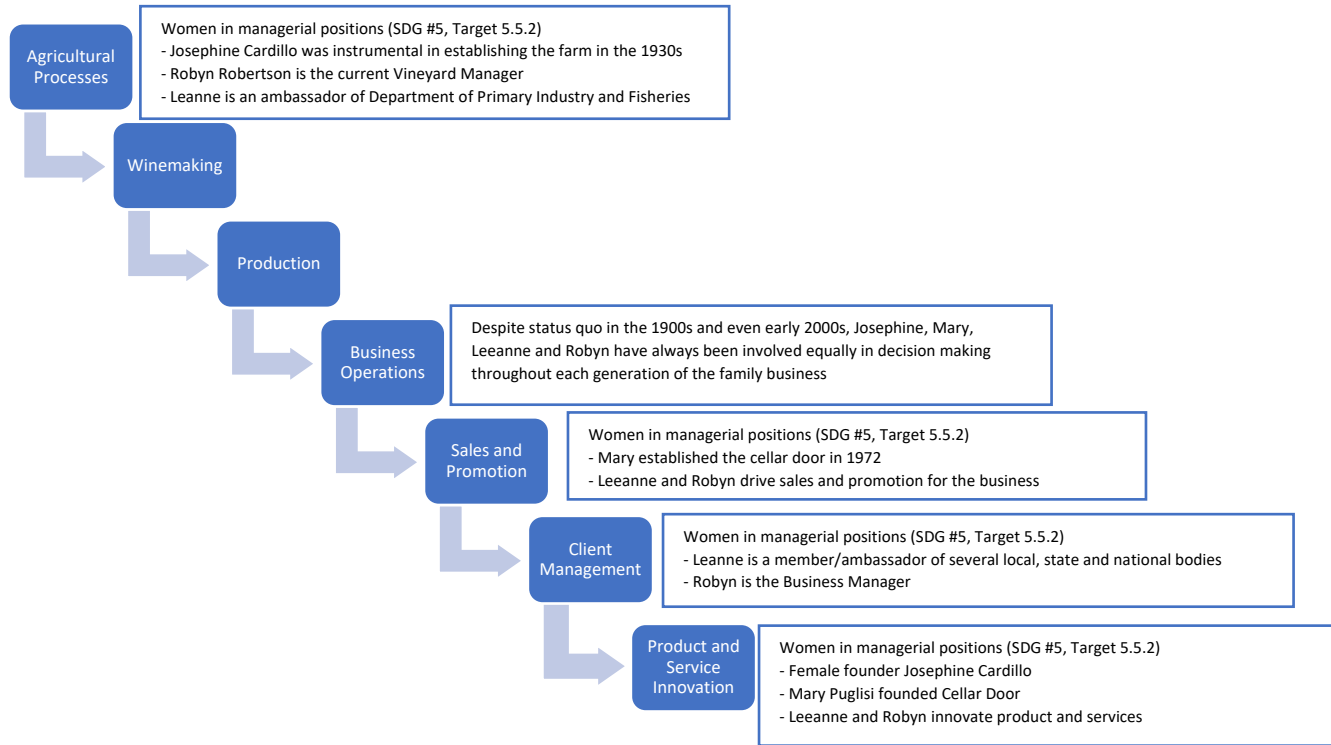 Agricultural
Processes
Women in managerial positions (SDG #5, Target 5.5.2)
- Josephine Cardillo was instrumental in establishing the farm in the 1930s
- Robyn Robertson is the current Vineyard Manager
- Leanne is an ambassador of Department of Primary Industry and Fisheries
Winemaking
Production
Business
Operations
Despite status quo in the 1900s and even early 2000s, Josephine, Mary,
Leeanne and Robyn have always been involved equally in decision making
throughout each generation of the family business
Sales and
Promotion
Women in managerial positions (SDG #5, Target 5.5.2)
- Mary established the cellar door in 1972
- Leeanne and Robyn drive sales and promotion for the business
Client
Management
Women in managerial positions (SDG #5, Target 5.5.2)
- Leanne is a member/ambassador of several local, state and national bodies
- Robyn is the Business Manager
Product and
Service
Innovation
Women in managerial positions (SDG #5, Target 5.5.2)
- Female founder Josephine Cardillo
- Mary Puglisi founded Cellar Door
- Leeanne and Robyn innovate product and services